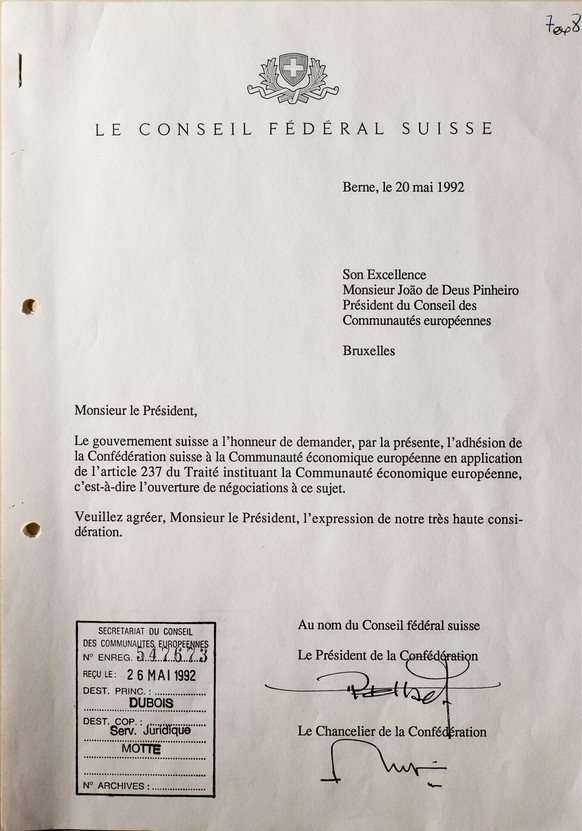 LE CONSEIL FÉDÉRAL SUISSE
Berne, le 20 mai 1992
Son Excellence
Monsieur João de Deus Pinheiro
Président du Conseil des
Communautés européennes
Bruxelles
Monsieur le Président,
Le gouvernement suisse a l'honneur de demander, par la présente, l'adhésion de
la Confédération suisse à la Communauté économique européenne en application
de l'article 237 du Traité instituant la Communauté économique européenne,
c'est-à-dire l'ouverture de négociations à ce sujet.
Veuillez agréer, Monsieur le Président, l'expression de notre très haute consi-
dération.
Au nom du Conseil fédéral suisse
Le Président de la Confédération
Le Chancelier de la Confédération
SECRETARIAT DU CONSEIL
DES COMMUNAUTES EUROPEENNES
N° ENREG. 547673
REÇU LE: 26 MAI 1992
DEST. PRINC. :
DUBOIS
DEST. COP. :
Serv. Juridique
MOTTE
N° ARCHIVES :